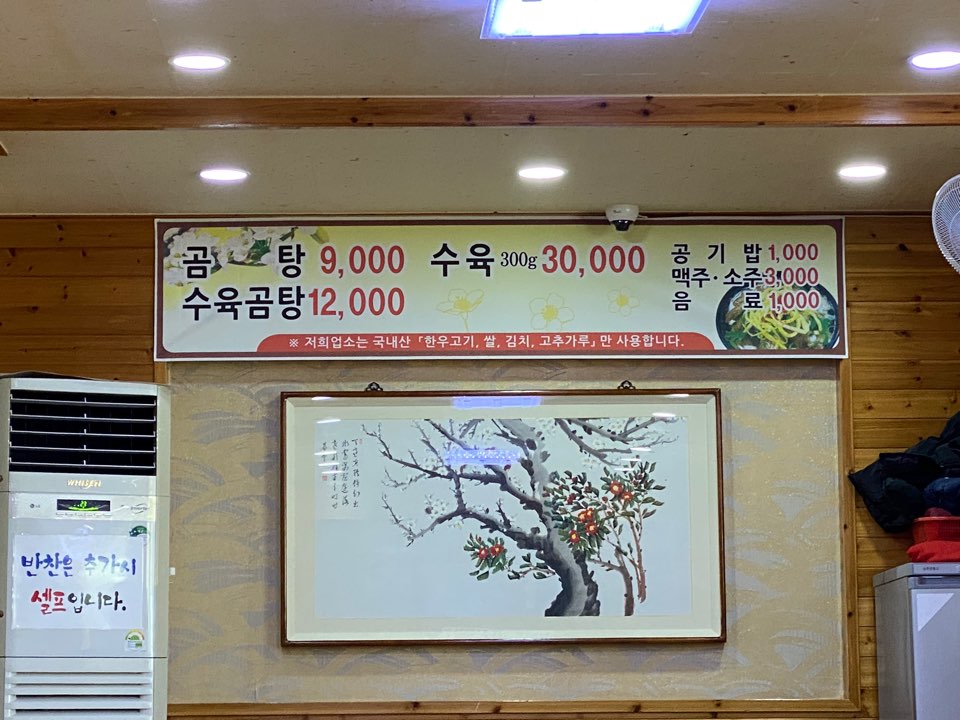 곰 탕 9,000
수육곰탕 12,000
수육 300g 30,000
공 기 밥 1,000
맥주·소주 3,000
음 료 1,000
※ 저희업소는 국내산 「한우고기, 쌀, 김치, 고추가루」만 사용합니다.
WHISEN
반찬은 추가시
셀프입니다.